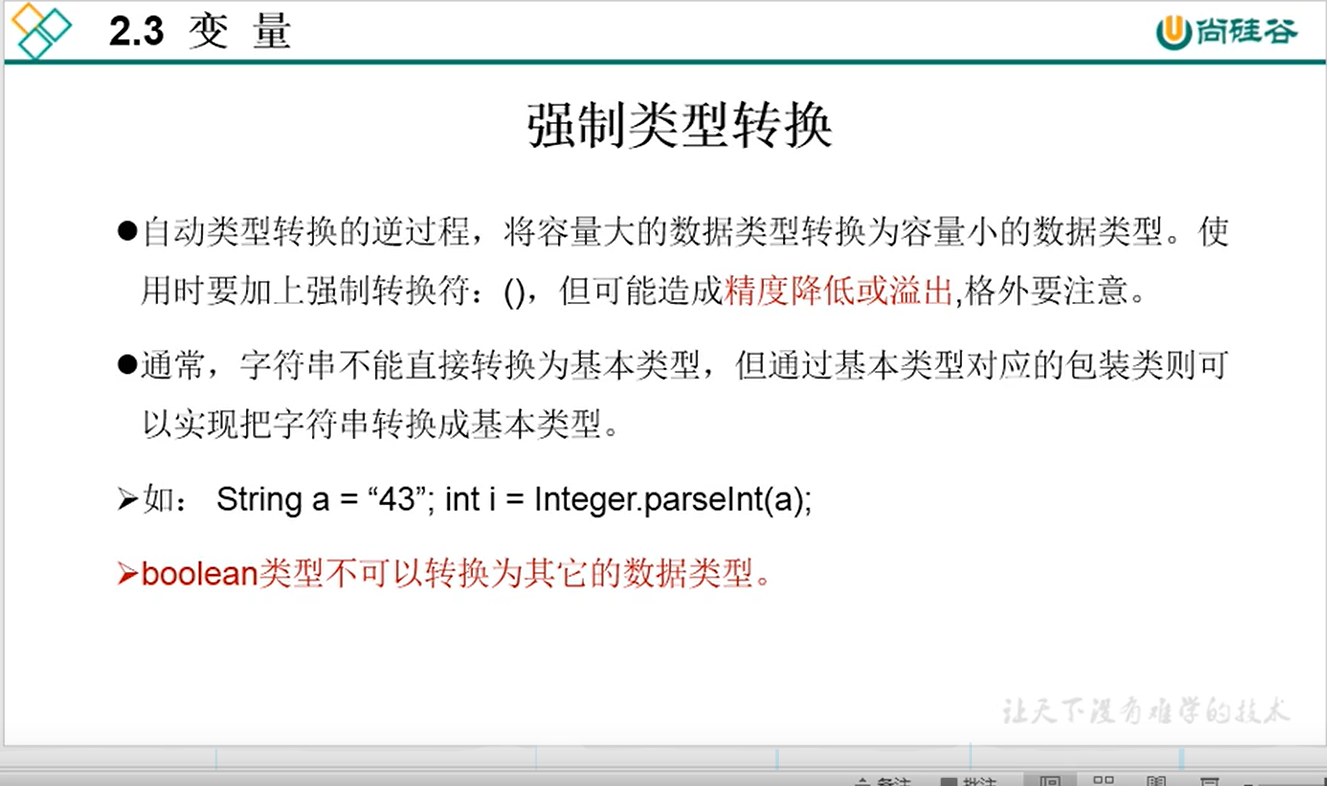 2.3 变 量
尚硅谷
强制类型转换
●自动类型转换的逆过程，将容量大的数据类型转换为容量小的数据类型。使
用时要加上强制转换符：()，但可能造成精度降低或溢出,格外要注意。
●通常，字符串不能直接转换为基本类型，但通过基本类型对应的包装类则可
以实现把字符串转换成基本类型。
➢如： String a = “43”; int i = Integer.parseInt(a);
➢boolean类型不可以转换为其它的数据类型。
让天下没有难学的技术
备注 批注